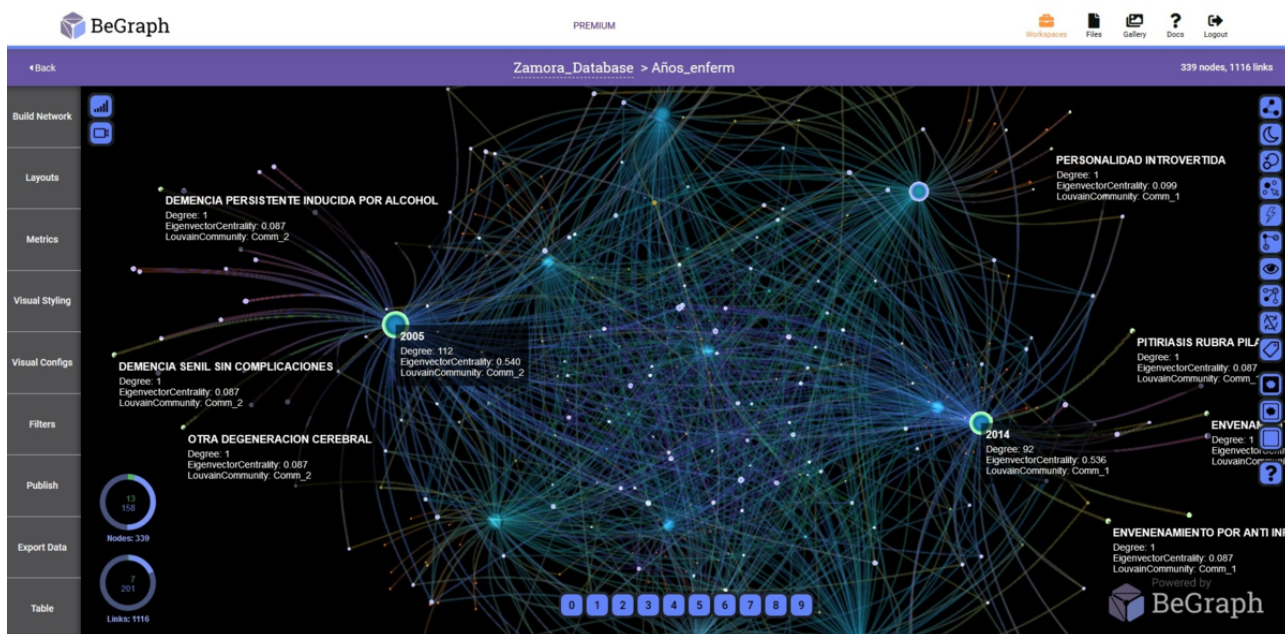 BeGraph
PREMIUM
Workspaces
Files
Gallery
Docs
Logout
Back
Zamora_Database > Años_enferm
339 nodes, 1116 links
Build Network
Layouts
Metrics
Visual Styling
Visual Configs
Filters
Publish
Export Data
Table
DEMENCIA PERSISTENTE INDUCIDA POR ALCOHOL
Degree: 1
EigenvectorCentrality: 0.087
LouvainCommunity: Comm_2
PERSONALIDAD INTROVERTIDA
Degree: 1
EigenvectorCentrality: 0.099
LouvainCommunity: Comm_1
2005
Degree: 112
EigenvectorCentrality: 0.540
LouvainCommunity: Comm_2
DEMENCIA SENIL SIN COMPLICACIONES
Degree: 1
EigenvectorCentrality: 0.087
LouvainCommunity: Comm_2
PITIRIASIS RUBRA PILA
Degree: 1
EigenvectorCentrality: 0.087
LouvainCommunity: Comm_
OTRA DEGENERACION CEREBRAL
Degree: 1
EigenvectorCentrality: 0.087
LouvainCommunity: Comm_2
2014
Degree: 92
EigenvectorCentrality: 0.536
LouvainCommunity: Comm_1
Degree: 1
13
158
Nodes: 339
7
201
Links: 1116
ENVENENAMIENTO POR ANTI
Degree: 1
EigenvectorCentrality: 0.087
LouvainCommunity: Comm_1
0 1 2 3 4 5 6 7 8 9
Powered by
BeGraph